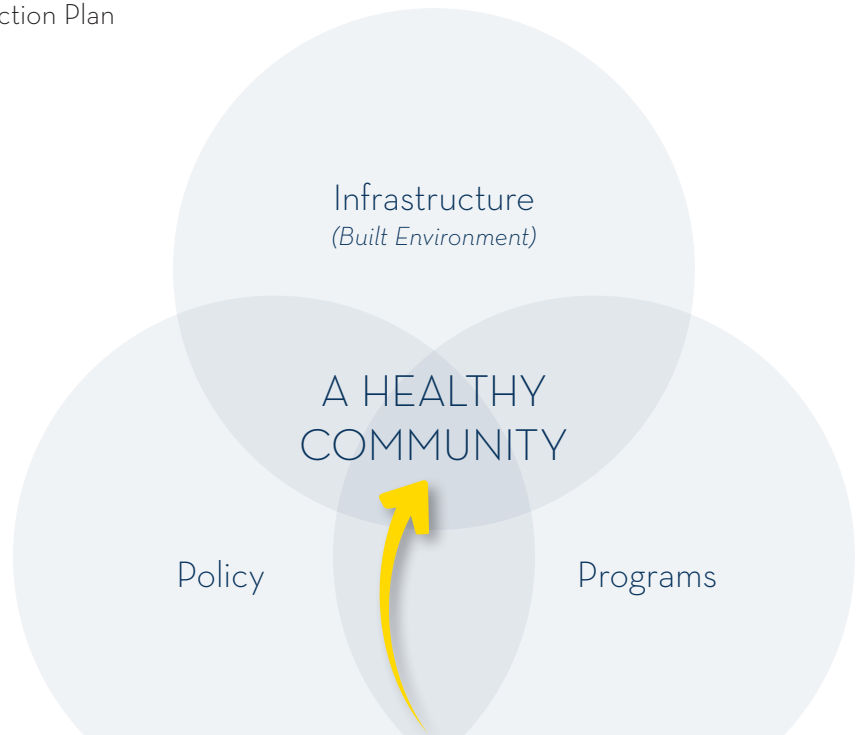 ction Plan
Infrastructure
(Built Environment)
A HEALTHY
COMMUNITY
Policy
Programs